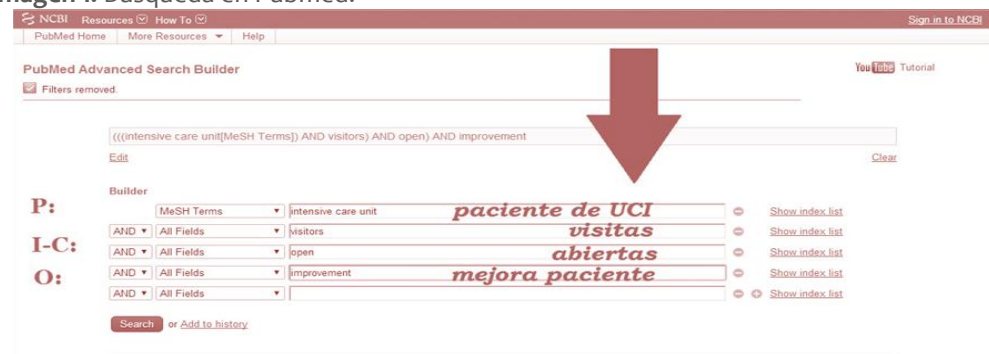 Imagen 1. Búsqueda en Pubmed.
NCBI Resources How To Sign in to NCBI
PubMed Home More Resources Help
PubMed Advanced Search Builder YouTube Tutorial
Filters removed.
(((intensive care unit[MeSH Terms]) AND visitors) AND open) AND improvement
Edit Clear
Builder
P: MeSH Terms intensive care unit paciente de UCI Show index list
AND All Fields visitors visitas Show index list
I-C: AND All Fields open abiertas Show index list
O: AND All Fields improvement mejora paciente Show index list
AND All Fields Show index list
Search or Add to history